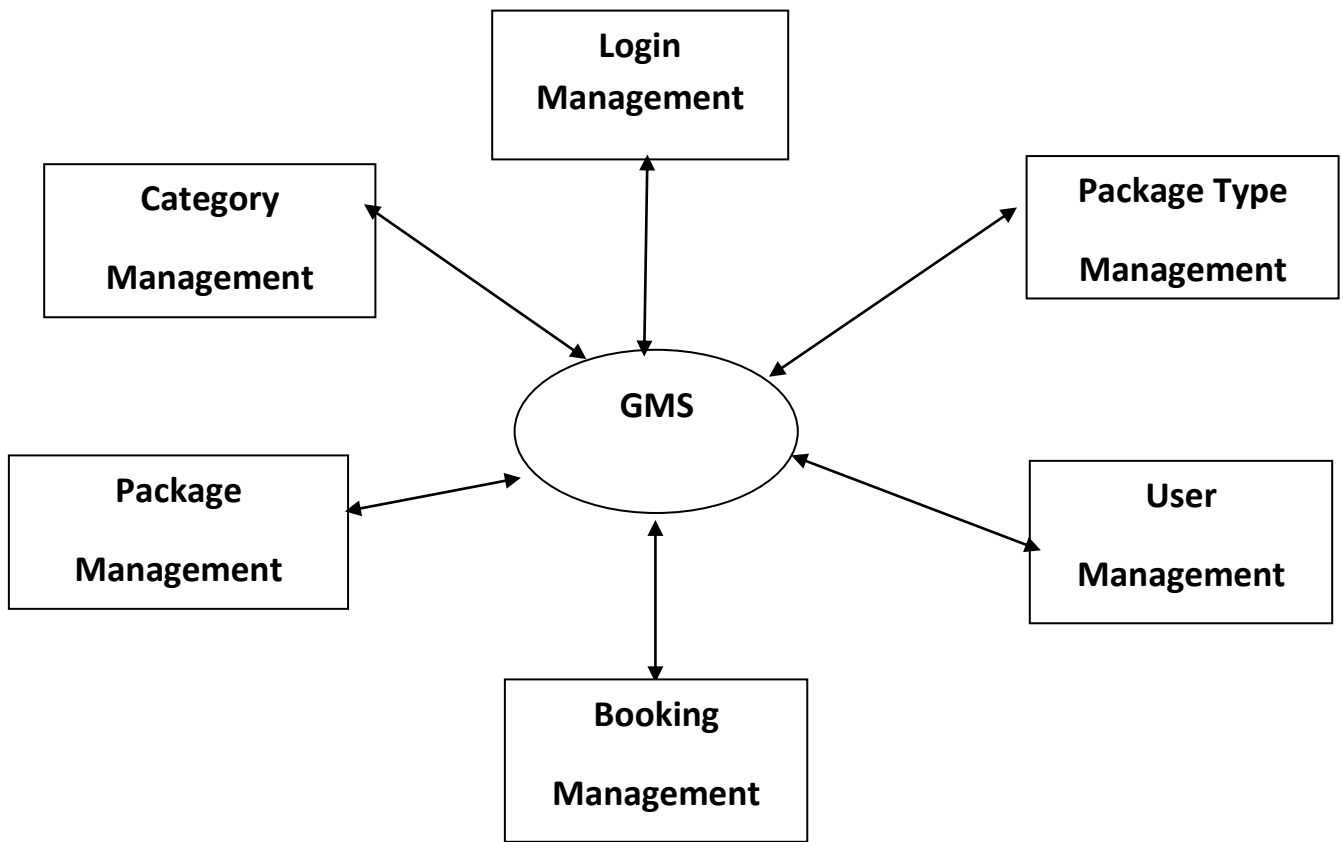 Login
Management
Category
Management
Package Type
Management
GMS
Package
Management
User
Management
Booking
Management